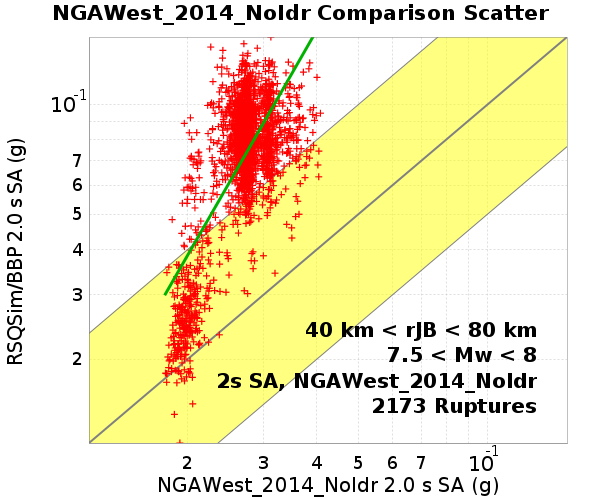 NGAWest_2014_NoIdr Comparison Scatter
RSQSim/BBP 2.0 s SA (g)
10^-1
7
6
5
4
3
2
40 km < rJB < 80 km
7.5 < Mw < 8
2s SA, NGAWest_2014_NoIdr
2173 Ruptures
2 3 4 5 6 7 10^-1
NGAWest_2014_NoIdr 2.0 s SA (g)